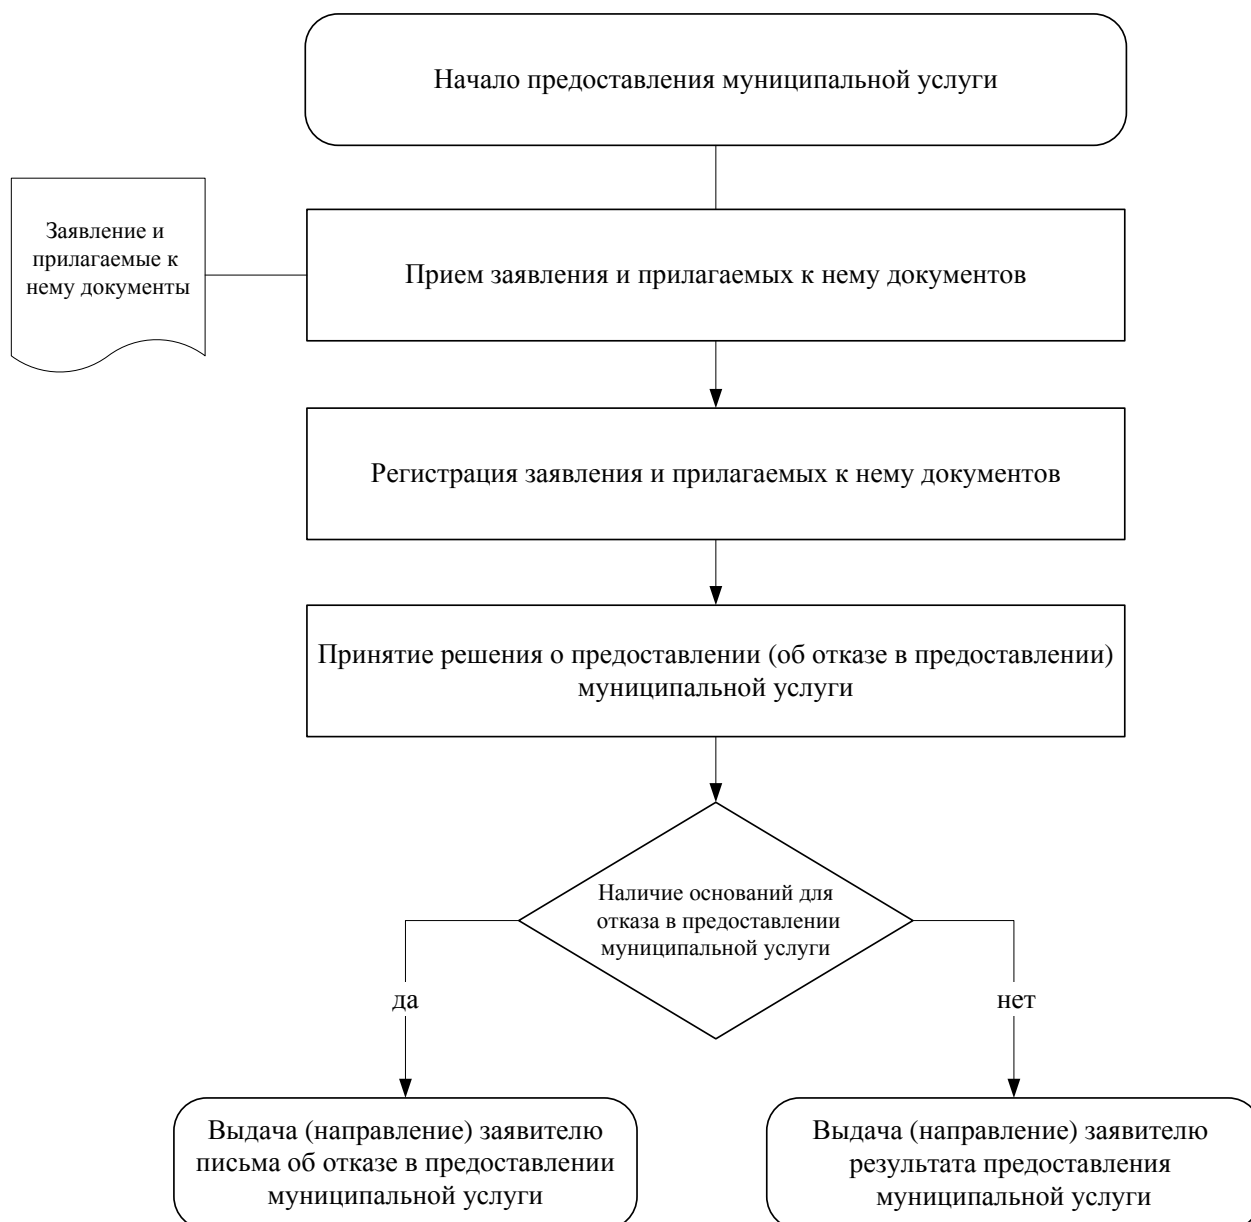 Начало предоставления муниципальной услуги
Заявление и
прилагаемые к
нему документы
Прием заявления и прилагаемых к нему документов
Регистрация заявления и прилагаемых к нему документов
Принятие решения о предоставлении (об отказе в предоставлении)
муниципальной услуги
Наличие оснований для
отказа в предоставлении
муниципальной услуги
да
нет
Выдача (направление) заявителю
письма об отказе в предоставлении
муниципальной услуги
Выдача (направление) заявителю
результата предоставления
муниципальной услуги